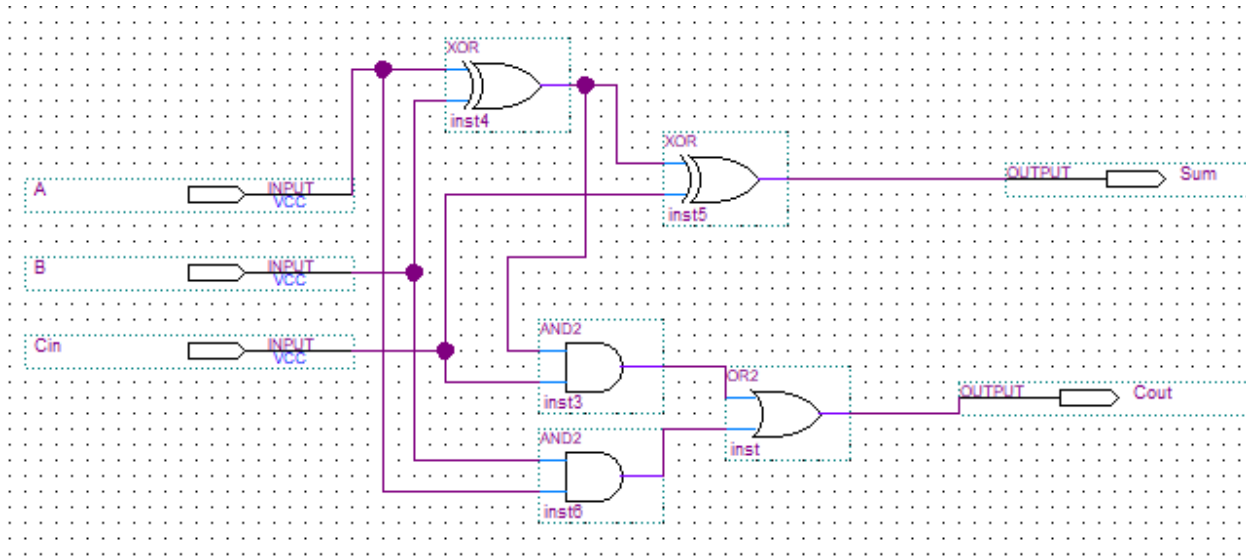 XOR
inst4
XOR
inst5
A
INPUT
VCC
OUTPUT
Sum
B
INPUT
VCC
Cin
INPUT
VCC
AND2
inst3
OR2
inst
OUTPUT
Cout
AND2
inst6